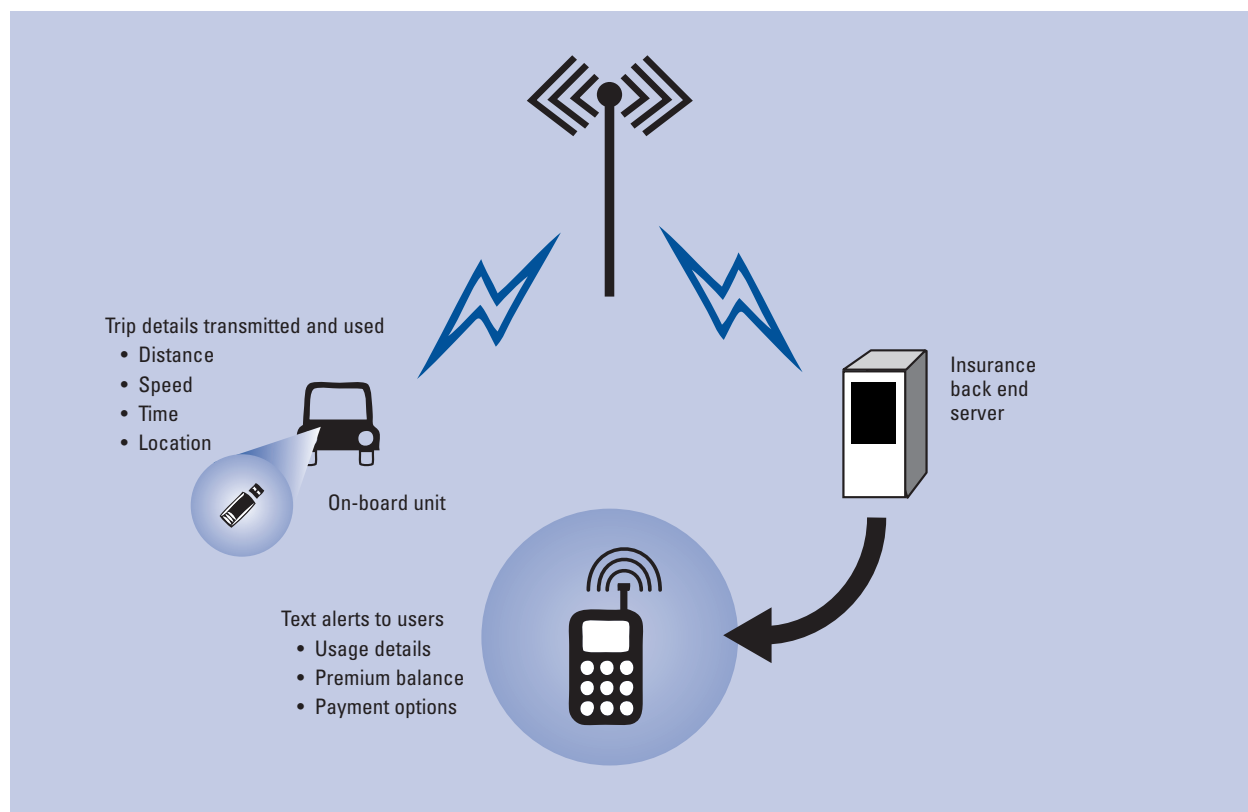 Trip details transmitted and used
• Distance
• Speed
• Time
• Location
On-board unit
Insurance
back end
server
Text alerts to users
• Usage details
• Premium balance
• Payment options